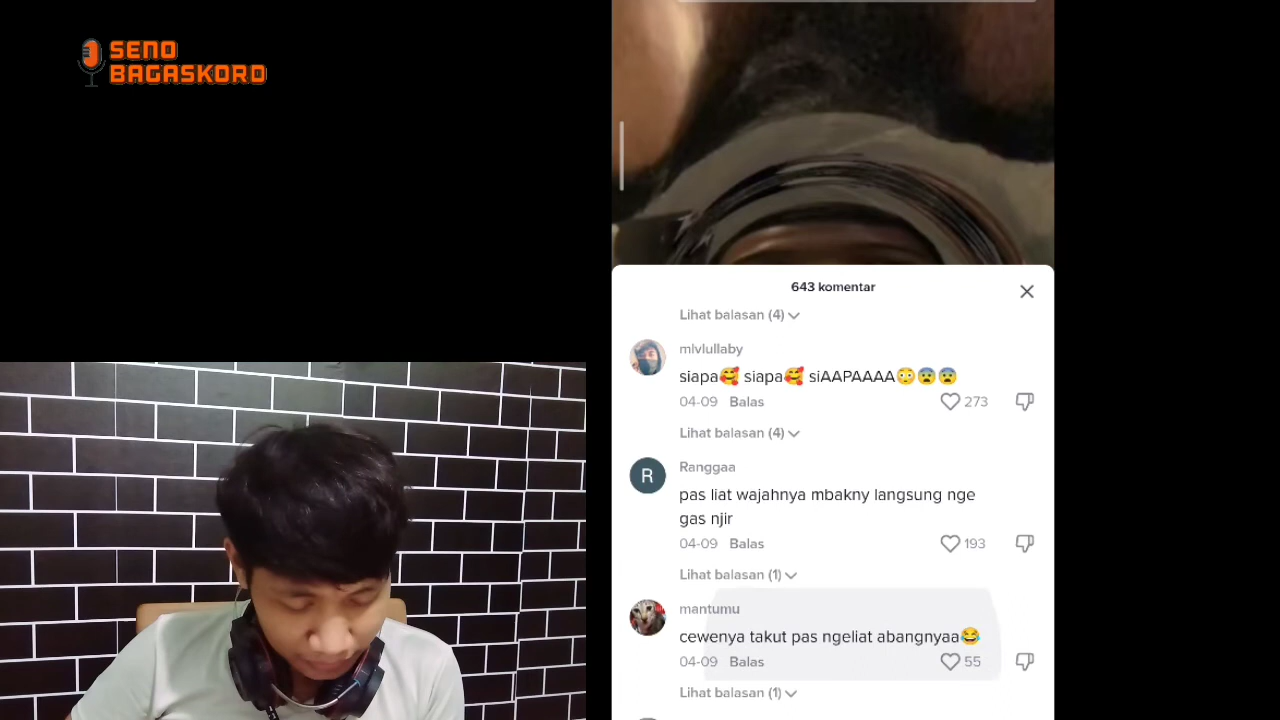 SENO
BAGASKORO
643 komentar
Lihat balasan (4)
mlvlullaby
siapa🥰 siapa🥰 siAAPAAAA😳😨😨
04-09 Balas 273
Lihat balasan (4)
R
Ranggaa
pas liat wajahnya mbakny langsung nge
gas njir
04-09 Balas 193
Lihat balasan (1)
mantumu
cewenya takut pas ngeliat abangnyaa😂
04-09 Balas 55
Lihat balasan (1)